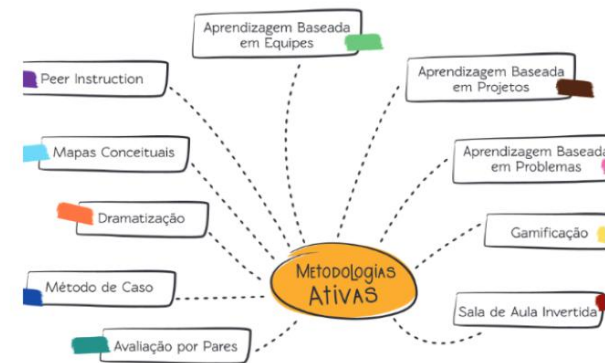 Aprendizagem Baseada
em Equipes
Peer Instruction
Aprendizagem Baseada
em Projetos
Mapas Conceituais
Aprendizagem Baseada
em Problemas
Dramatização
Gamificação
METODOLOGIAS
ATIVAS
Método de Caso
Sala de Aula Invertida
Avaliação por Pares